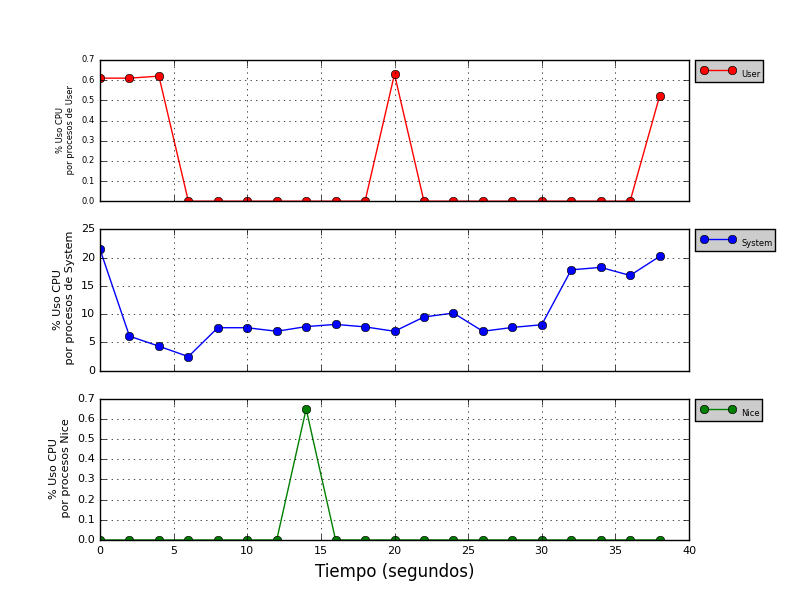 0.7
0.6
0.5
0.4
0.3
0.2
0.1
0.0
% Uso CPU
por procesos de User
User
25
20
15
10
5
0
% Uso CPU
por procesos de System
System
0.7
0.6
0.5
0.4
0.3
0.2
0.1
0.0
% Uso CPU
por procesos Nice
Nice
0 5 10 15 20 25 30 35 40
Tiempo (segundos)